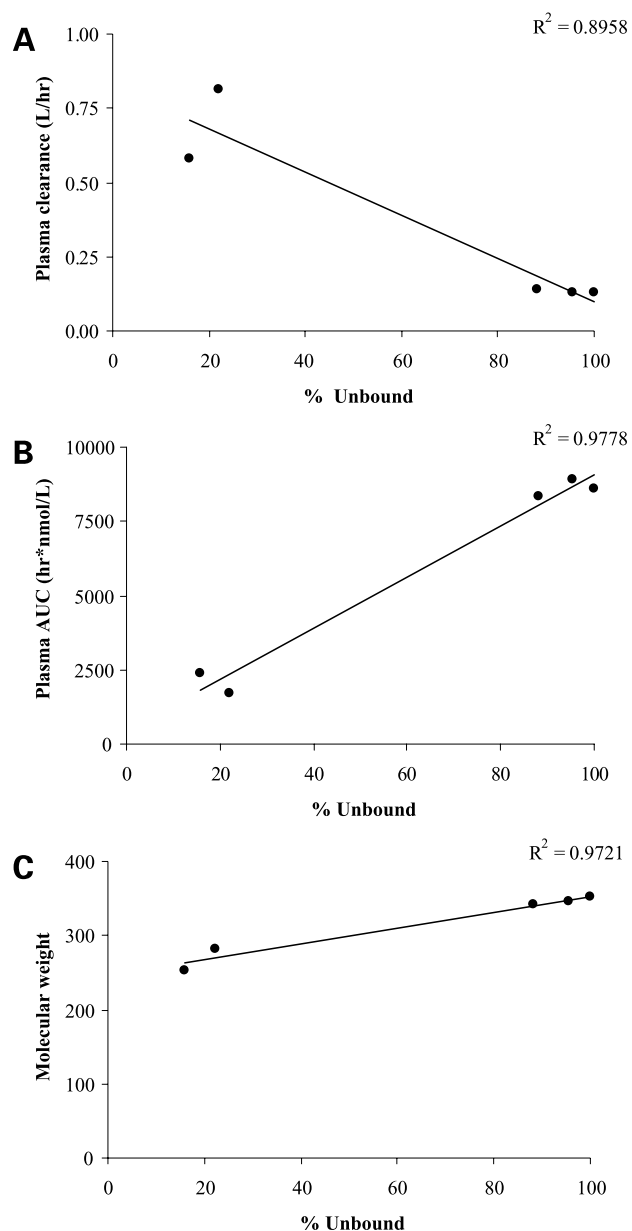 A
R² = 0.8958
1.00
0.75
0.50
0.25
0.00
Plasma clearance (L/hr)
0 20 40 60 80 100
% Unbound
B
R² = 0.9778
10000
7500
5000
2500
0
Plasma AUC (hr*nmol/L)
0 20 40 60 80 100
% Unbound
C
R² = 0.9721
400
300
200
100
0
Molecular weight
0 20 40 60 80 100
% Unbound